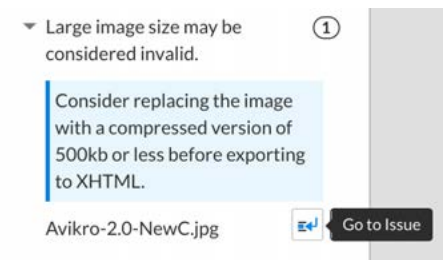 Large image size may be
considered invalid.
1
Consider replacing the image
with a compressed version of
500kb or less before exporting
to XHTML.
Avikro-2.0-NewC.jpg
Go to Issue